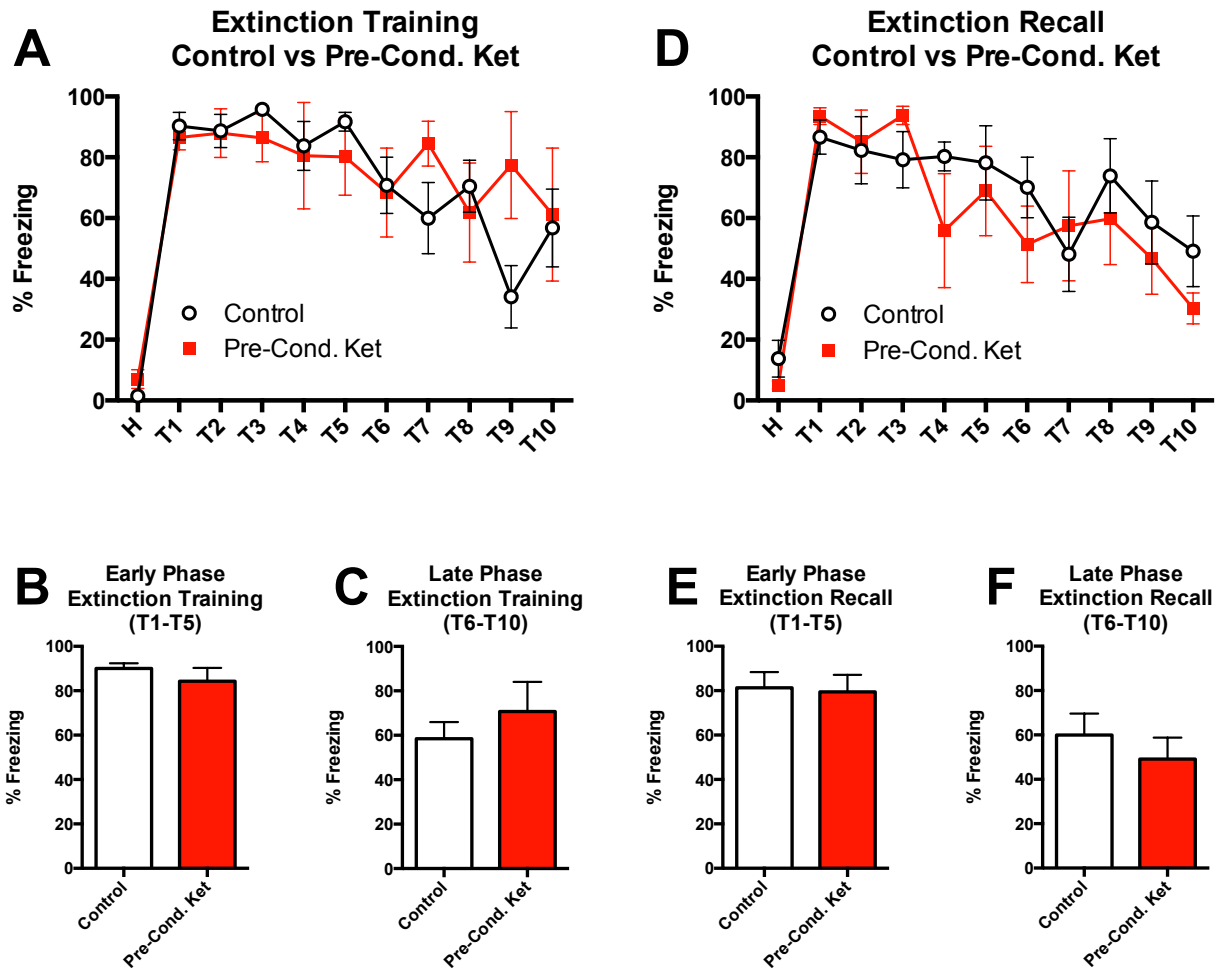 A
Extinction Training
Control vs Pre-Cond. Ket
% Freezing
100
80
60
40
20
0
Control
Pre-Cond. Ket
H
T1
T2
T3
T4
T5
T6
T7
T8
T9
T10
D
Extinction Recall
Control vs Pre-Cond. Ket
% Freezing
100
80
60
40
20
0
Control
Pre-Cond. Ket
H
T1
T2
T3
T4
T5
T6
T7
T8
T9
T10
B
Early Phase
Extinction Training
(T1-T5)
% Freezing
100
80
60
40
20
0
Control
Pre-Cond. Ket
C
Late Phase
Extinction Training
(T6-T10)
% Freezing
100
80
60
40
20
0
Control
Pre-Cond. Ket
E
Early Phase
Extinction Recall
(T1-T5)
% Freezing
100
80
60
40
20
0
Control
Pre-Cond. Ket
F
Late Phase
Extinction Recall
(T6-T10)
% Freezing
100
80
60
40
20
0
Control
Pre-Cond. Ket